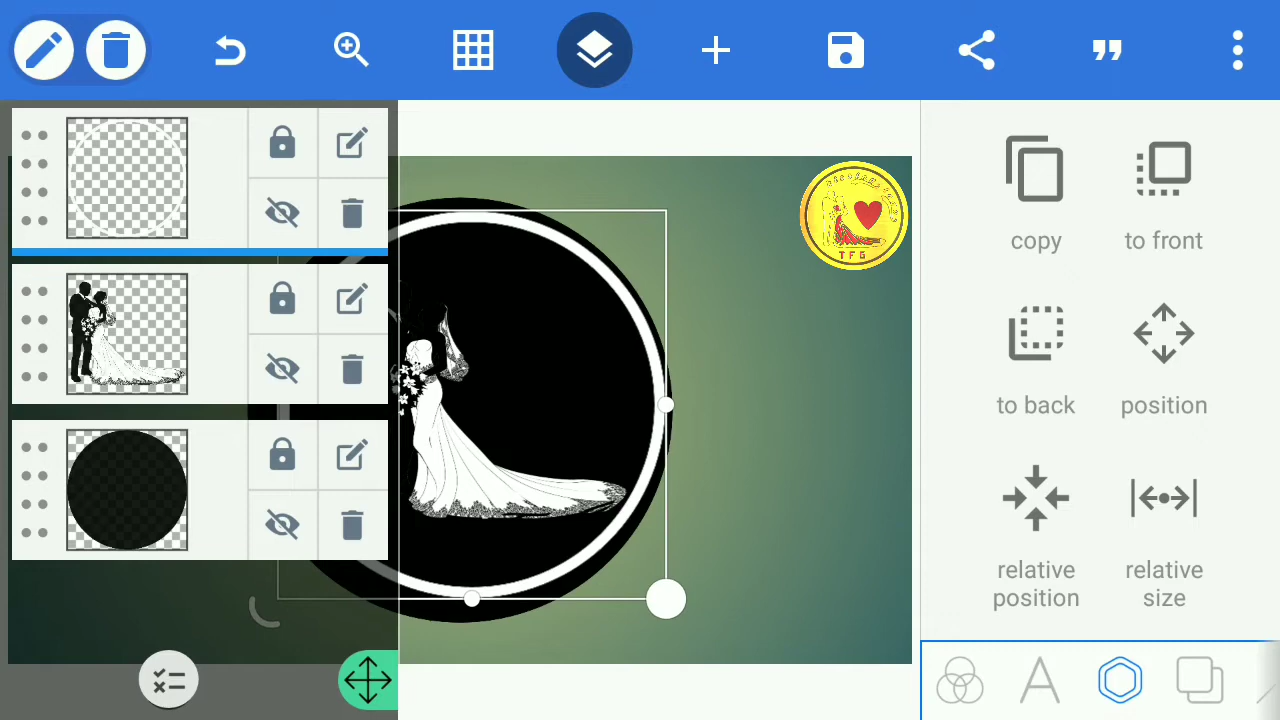 copy
to front
to back
position
relative
position
relative
size
TFG